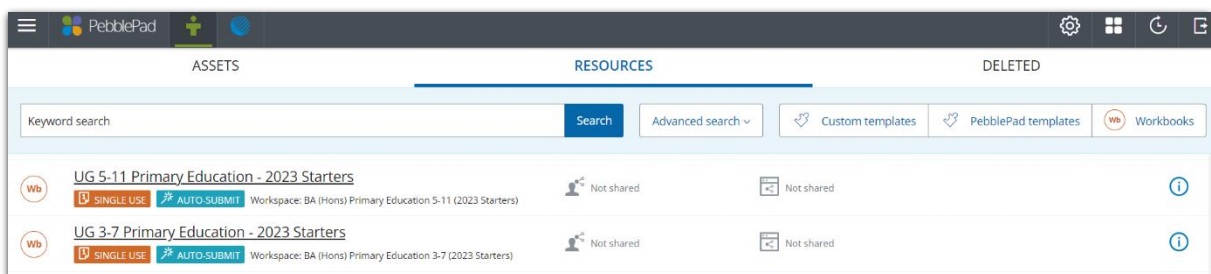 PebblePad
ASSETS RESOURCES DELETED
Keyword search Search Advanced search Custom templates PebblePad templates Wb Workbooks
Wb UG 5-11 Primary Education - 2023 Starters Not shared Not shared
SINGLE USE AUTO-SUBMIT Workspace: BA (Hons) Primary Education 5-11 (2023 Starters)
Wb UG 3-7 Primary Education - 2023 Starters Not shared Not shared
SINGLE USE AUTO-SUBMIT Workspace: BA (Hons) Primary Education 3-7 (2023 Starters)